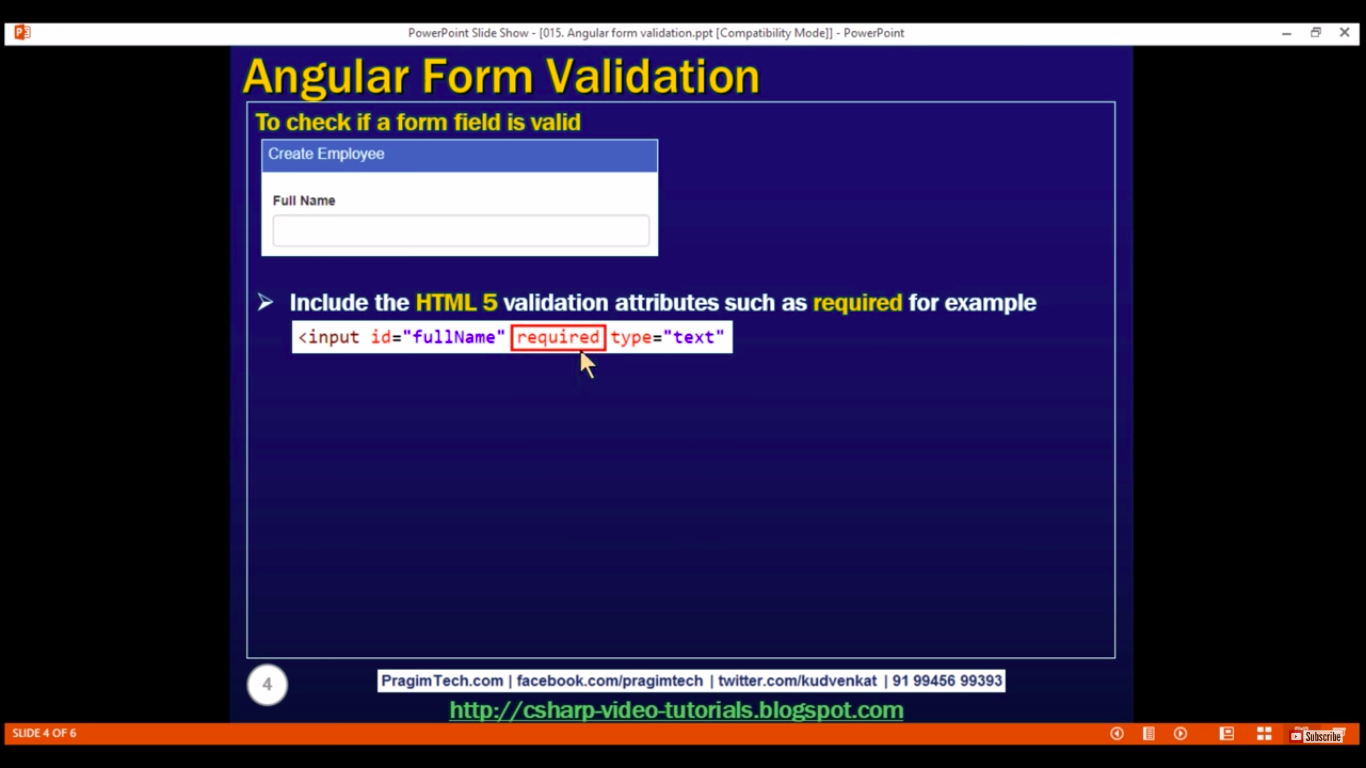 PowerPoint Slide Show - [015. Angular form validation.ppt [Compatibility Mode]] - PowerPoint
Angular Form Validation
To check if a form field is valid
Create Employee
Full Name
Include the HTML 5 validation attributes such as required for example
<input id="fullName" required type="text"
4
PragimTech.com | facebook.com/pragimtech | twitter.com/kudvenkat | 91 99456 99393
http://csharp-video-tutorials.blogspot.com
SLIDE 4 OF 6
Subscribe